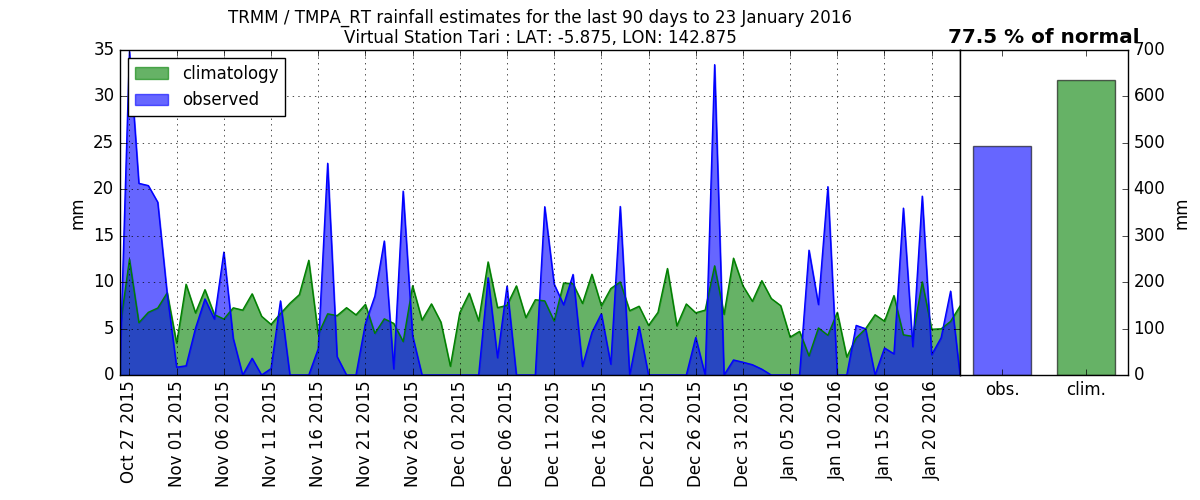 TRMM / TMPA_RT rainfall estimates for the last 90 days to 23 January 2016
Virtual Station Tari : LAT: -5.875, LON: 142.875
77.5 % of normal
climatology
observed
35
30
25
20
15
10
5
0
mm
Oct 27 2015
Nov 01 2015
Nov 06 2015
Nov 11 2015
Nov 16 2015
Nov 21 2015
Nov 26 2015
Dec 01 2015
Dec 06 2015
Dec 11 2015
Dec 16 2015
Dec 21 2015
Dec 26 2015
Dec 31 2015
Jan 05 2016
Jan 10 2016
Jan 15 2016
Jan 20 2016
obs.
clim.
700
600
500
400
300
200
100
0
mm